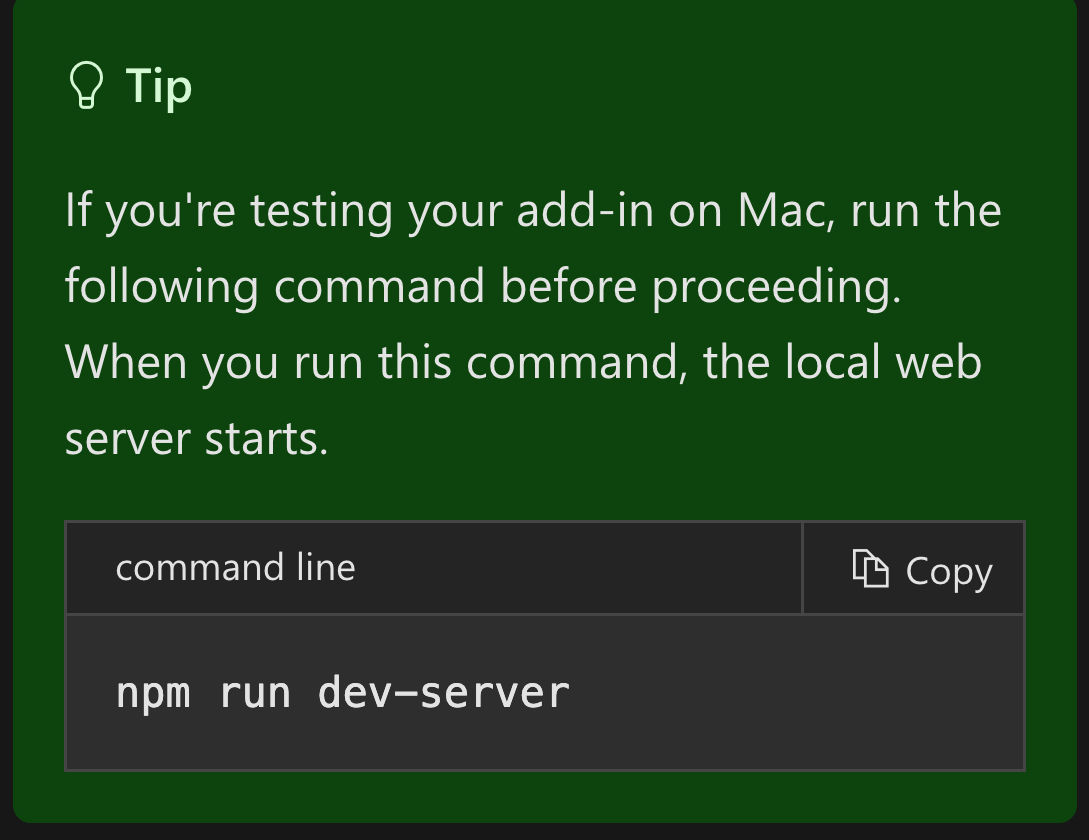 Tip
If you're testing your add-in on Mac, run the
following command before proceeding.
When you run this command, the local web
server starts.
command line
Copy
npm run dev-server